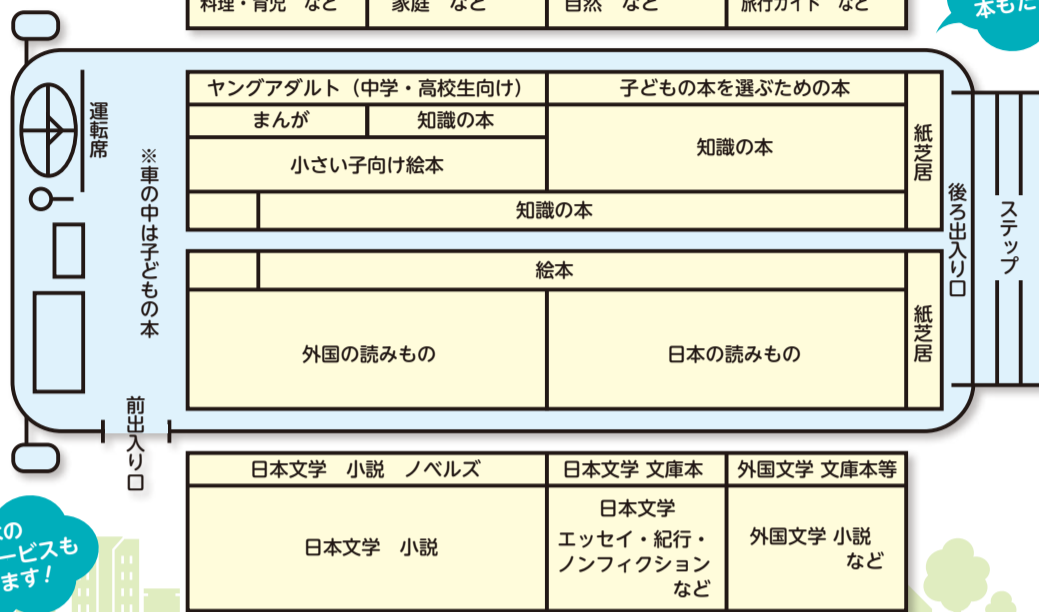 料理・育児 など
家庭 など
自然 など
旅行ガイド など
本もた
運転席
※車の中は子どもの本
ヤングアダルト（中学・高校生向け）
子どもの本を選ぶための本
まんが
知識の本
小さい子向け絵本
知識の本
知識の本
紙芝居
後ろ出入り口
ステップ
絵本
外国の読みもの
日本の読みもの
紙芝居
前出入り口
日本文学 小説 ノベルズ
日本文学 文庫本
外国文学 文庫本等
日本文学 小説
日本文学
エッセイ・紀行・
ノンフィクション
など
外国文学 小説
など
の
ービスも
ます！